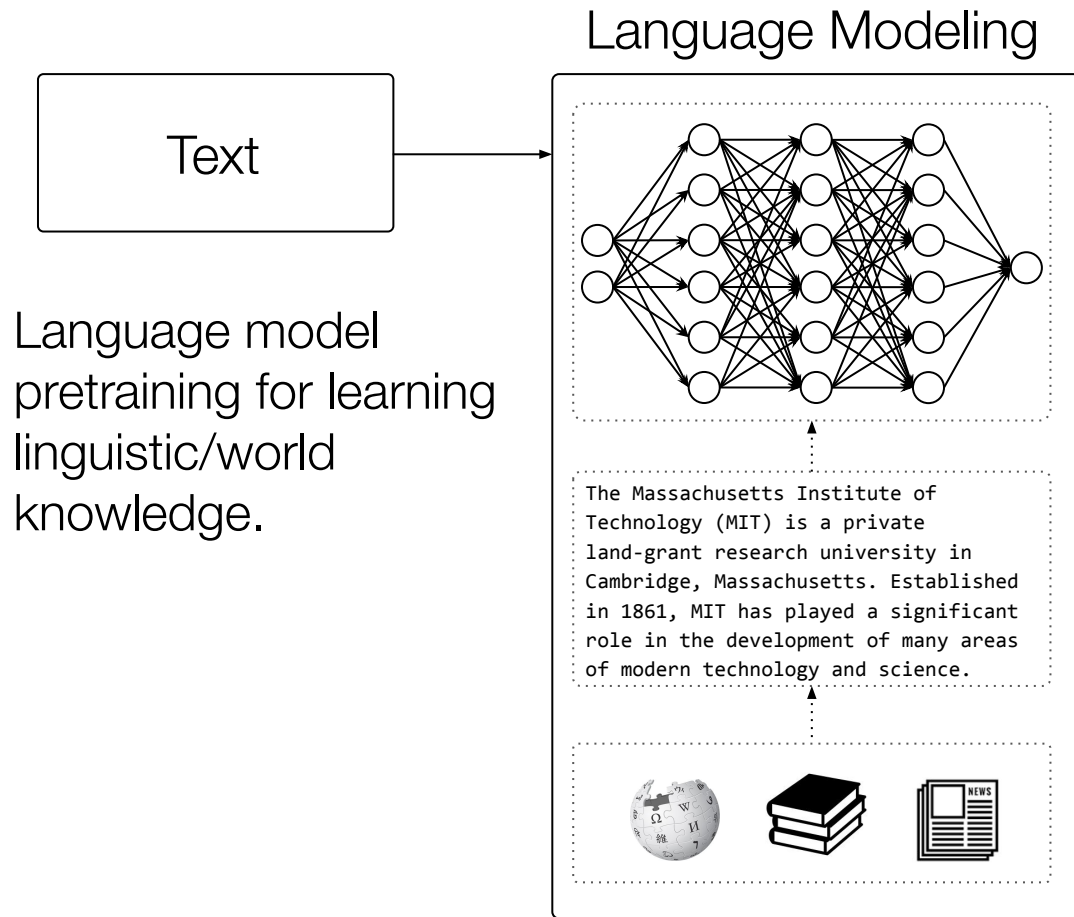 Language Modeling
Text
Language model
pretraining for learning
linguistic/world
knowledge.
The Massachusetts Institute of
Technology (MIT) is a private
land-grant research university in
Cambridge, Massachusetts. Established
in 1861, MIT has played a significant
role in the development of many areas
of modern technology and science.
Ω W 維 И
NEWS